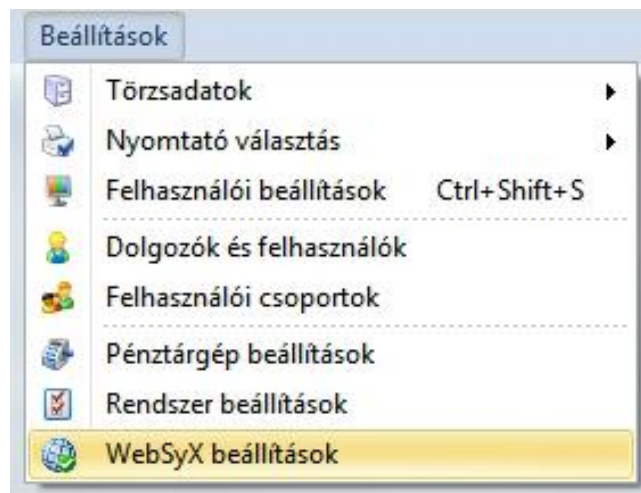 Beállítások
Törzsadatok
Nyomtató választás
Felhasználói beállítások Ctrl+Shift+S
Dolgozók és felhasználók
Felhasználói csoportok
Pénztárgép beállítások
Rendszer beállítások
WebSyX beállítások